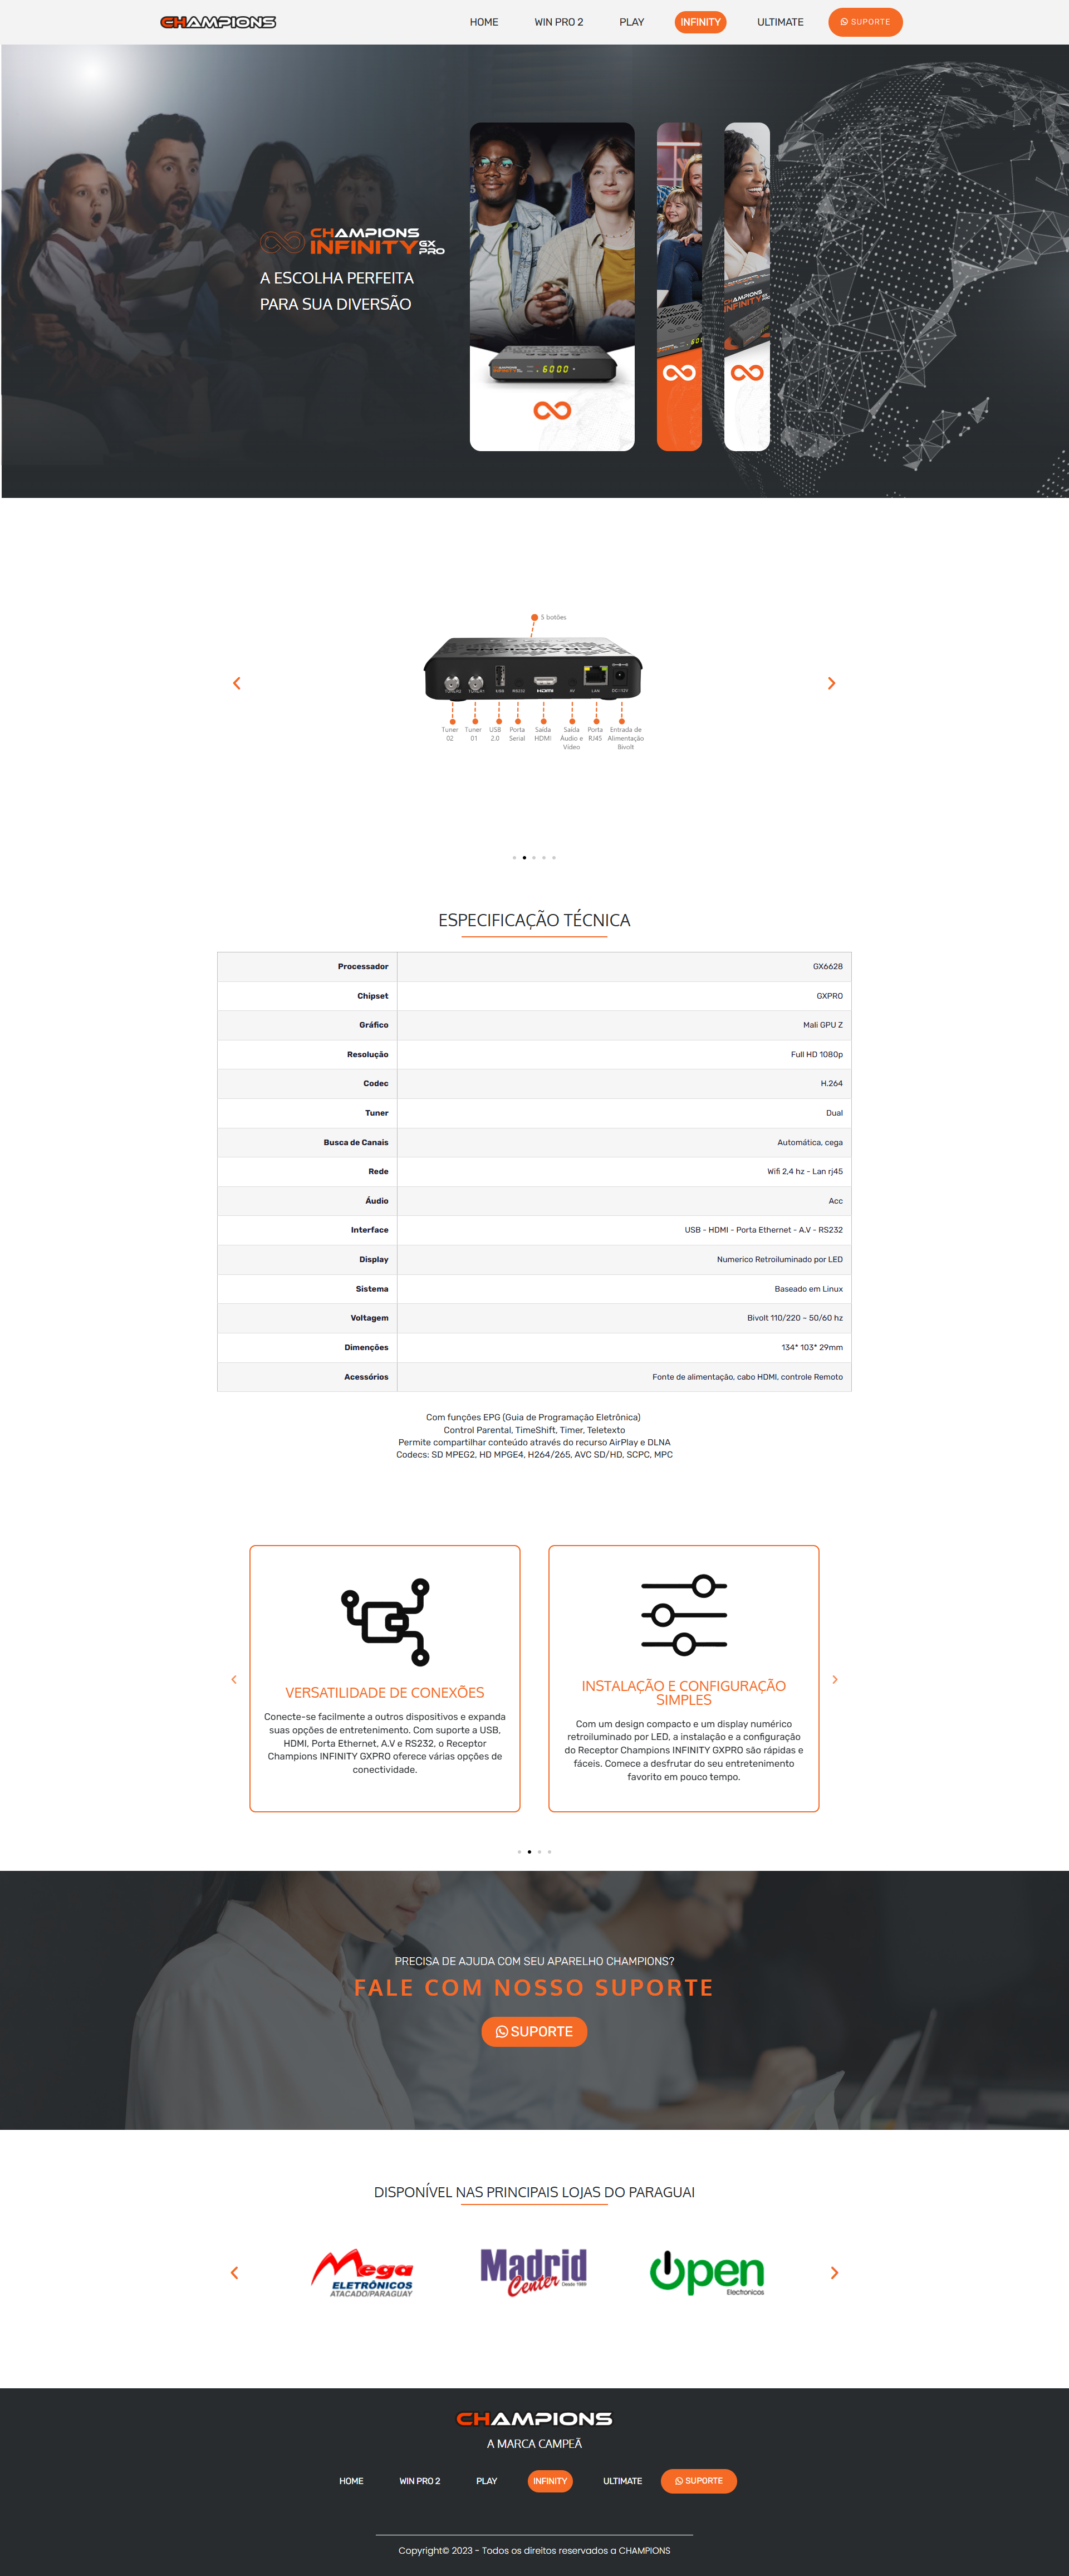 CHAMPIONS
HOME
WIN PRO 2
PLAY
INFINITY
ULTIMATE
SUPORTE
CHAMPIONS
INFINITY GX PRO
A ESCOLHA PERFEITA
PARA SUA DIVERSÃO
6000
CHAMPIONS
INFINITY
5 botões
TUNER2
TUNER1
USB
RS232
HDMI
AV
LAN
DC=12V
Tuner 02
Tuner 01
USB 2.0
Porta Serial
Saída HDMI
Saída Áudio e Vídeo
Porta RJ45
Entrada de Alimentação Bivolt
ESPECIFICAÇÃO TÉCNICA
Processador GX6628
Chipset GXPRO
Gráfico Mali GPU Z
Resolução Full HD 1080p
Codec H.264
Tuner Dual
Busca de Canais Automática, cega
Rede Wifi 2,4 hz - Lan rj45
Áudio Acc
Interface USB - HDMI - Porta Ethernet - A.V - RS232
Display Numerico Retroiluminado por LED
Sistema Baseado em Linux
Voltagem Bivolt 110/220 – 50/60 hz
Dimenções 134* 103* 29mm
Acessórios Fonte de alimentação, cabo HDMI, controle Remoto
Com funções EPG (Guia de Programação Eletrônica)
Control Parental, TimeShift, Timer, Teletexto
Permite compartilhar conteúdo através do recurso AirPlay e DLNA
Codecs: SD MPEG2, HD MPGE4, H264/265, AVC SD/HD, SCPC, MPC
VERSATILIDADE DE CONEXÕES
Conecte-se facilmente a outros dispositivos e expanda
suas opções de entretenimento. Com suporte a USB,
HDMI, Porta Ethernet, A.V e RS232, o Receptor
Champions INFINITY GXPRO oferece várias opções de
conectividade.
INSTALAÇÃO E CONFIGURAÇÃO
SIMPLES
Com um design compacto e um display numérico
retroiluminado por LED, a instalação e a configuração
do Receptor Champions INFINITY GXPRO são rápidas e
fáceis. Comece a desfrutar do seu entretenimento
favorito em pouco tempo.
PRECISA DE AJUDA COM SEU APARELHO CHAMPIONS?
FALE COM NOSSO SUPORTE
SUPORTE
DISPONÍVEL NAS PRINCIPAIS LOJAS DO PARAGUAI
Mega
ELETRÔNICOS
ATACADO/PARAGUAY
Madrid
Center Desde 1989
Open
Electronicos
CHAMPIONS
A MARCA CAMPEÃ
HOME
WIN PRO 2
PLAY
INFINITY
ULTIMATE
SUPORTE
Copyright© 2023 - Todos os direitos reservados a CHAMPIONS